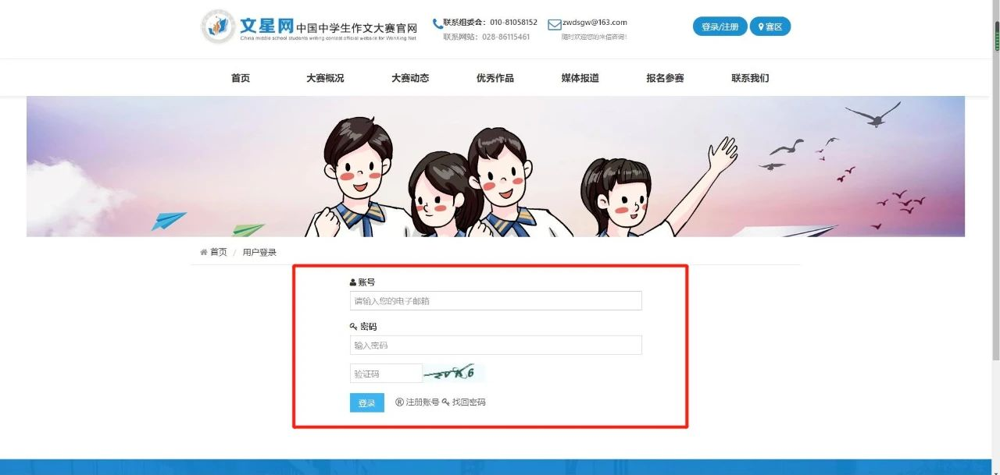 文星网 中国中学生作文大赛官网
China middle school students writing contest official website for WenXing Net
联系组委会：010-81058152
联系网站：028-86115461
zwdsgw@163.com
随时欢迎您的来信咨询！
登录/注册 赛区
首页 大赛概况 大赛动态 优秀作品 媒体报道 报名参赛 联系我们
首页 / 用户登录
账号
请输入您的电子邮箱
密码
输入密码
验证码
登录 ® 注册账号 找回密码